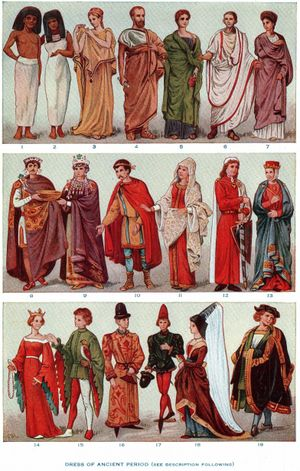 1 2 3 4 5 6 7
8 9 10 11 12 13
14 15 16 17 18 19
DRESS OF ANCIENT PERIOD (SEE DESCRIPTION FOLLOWING)